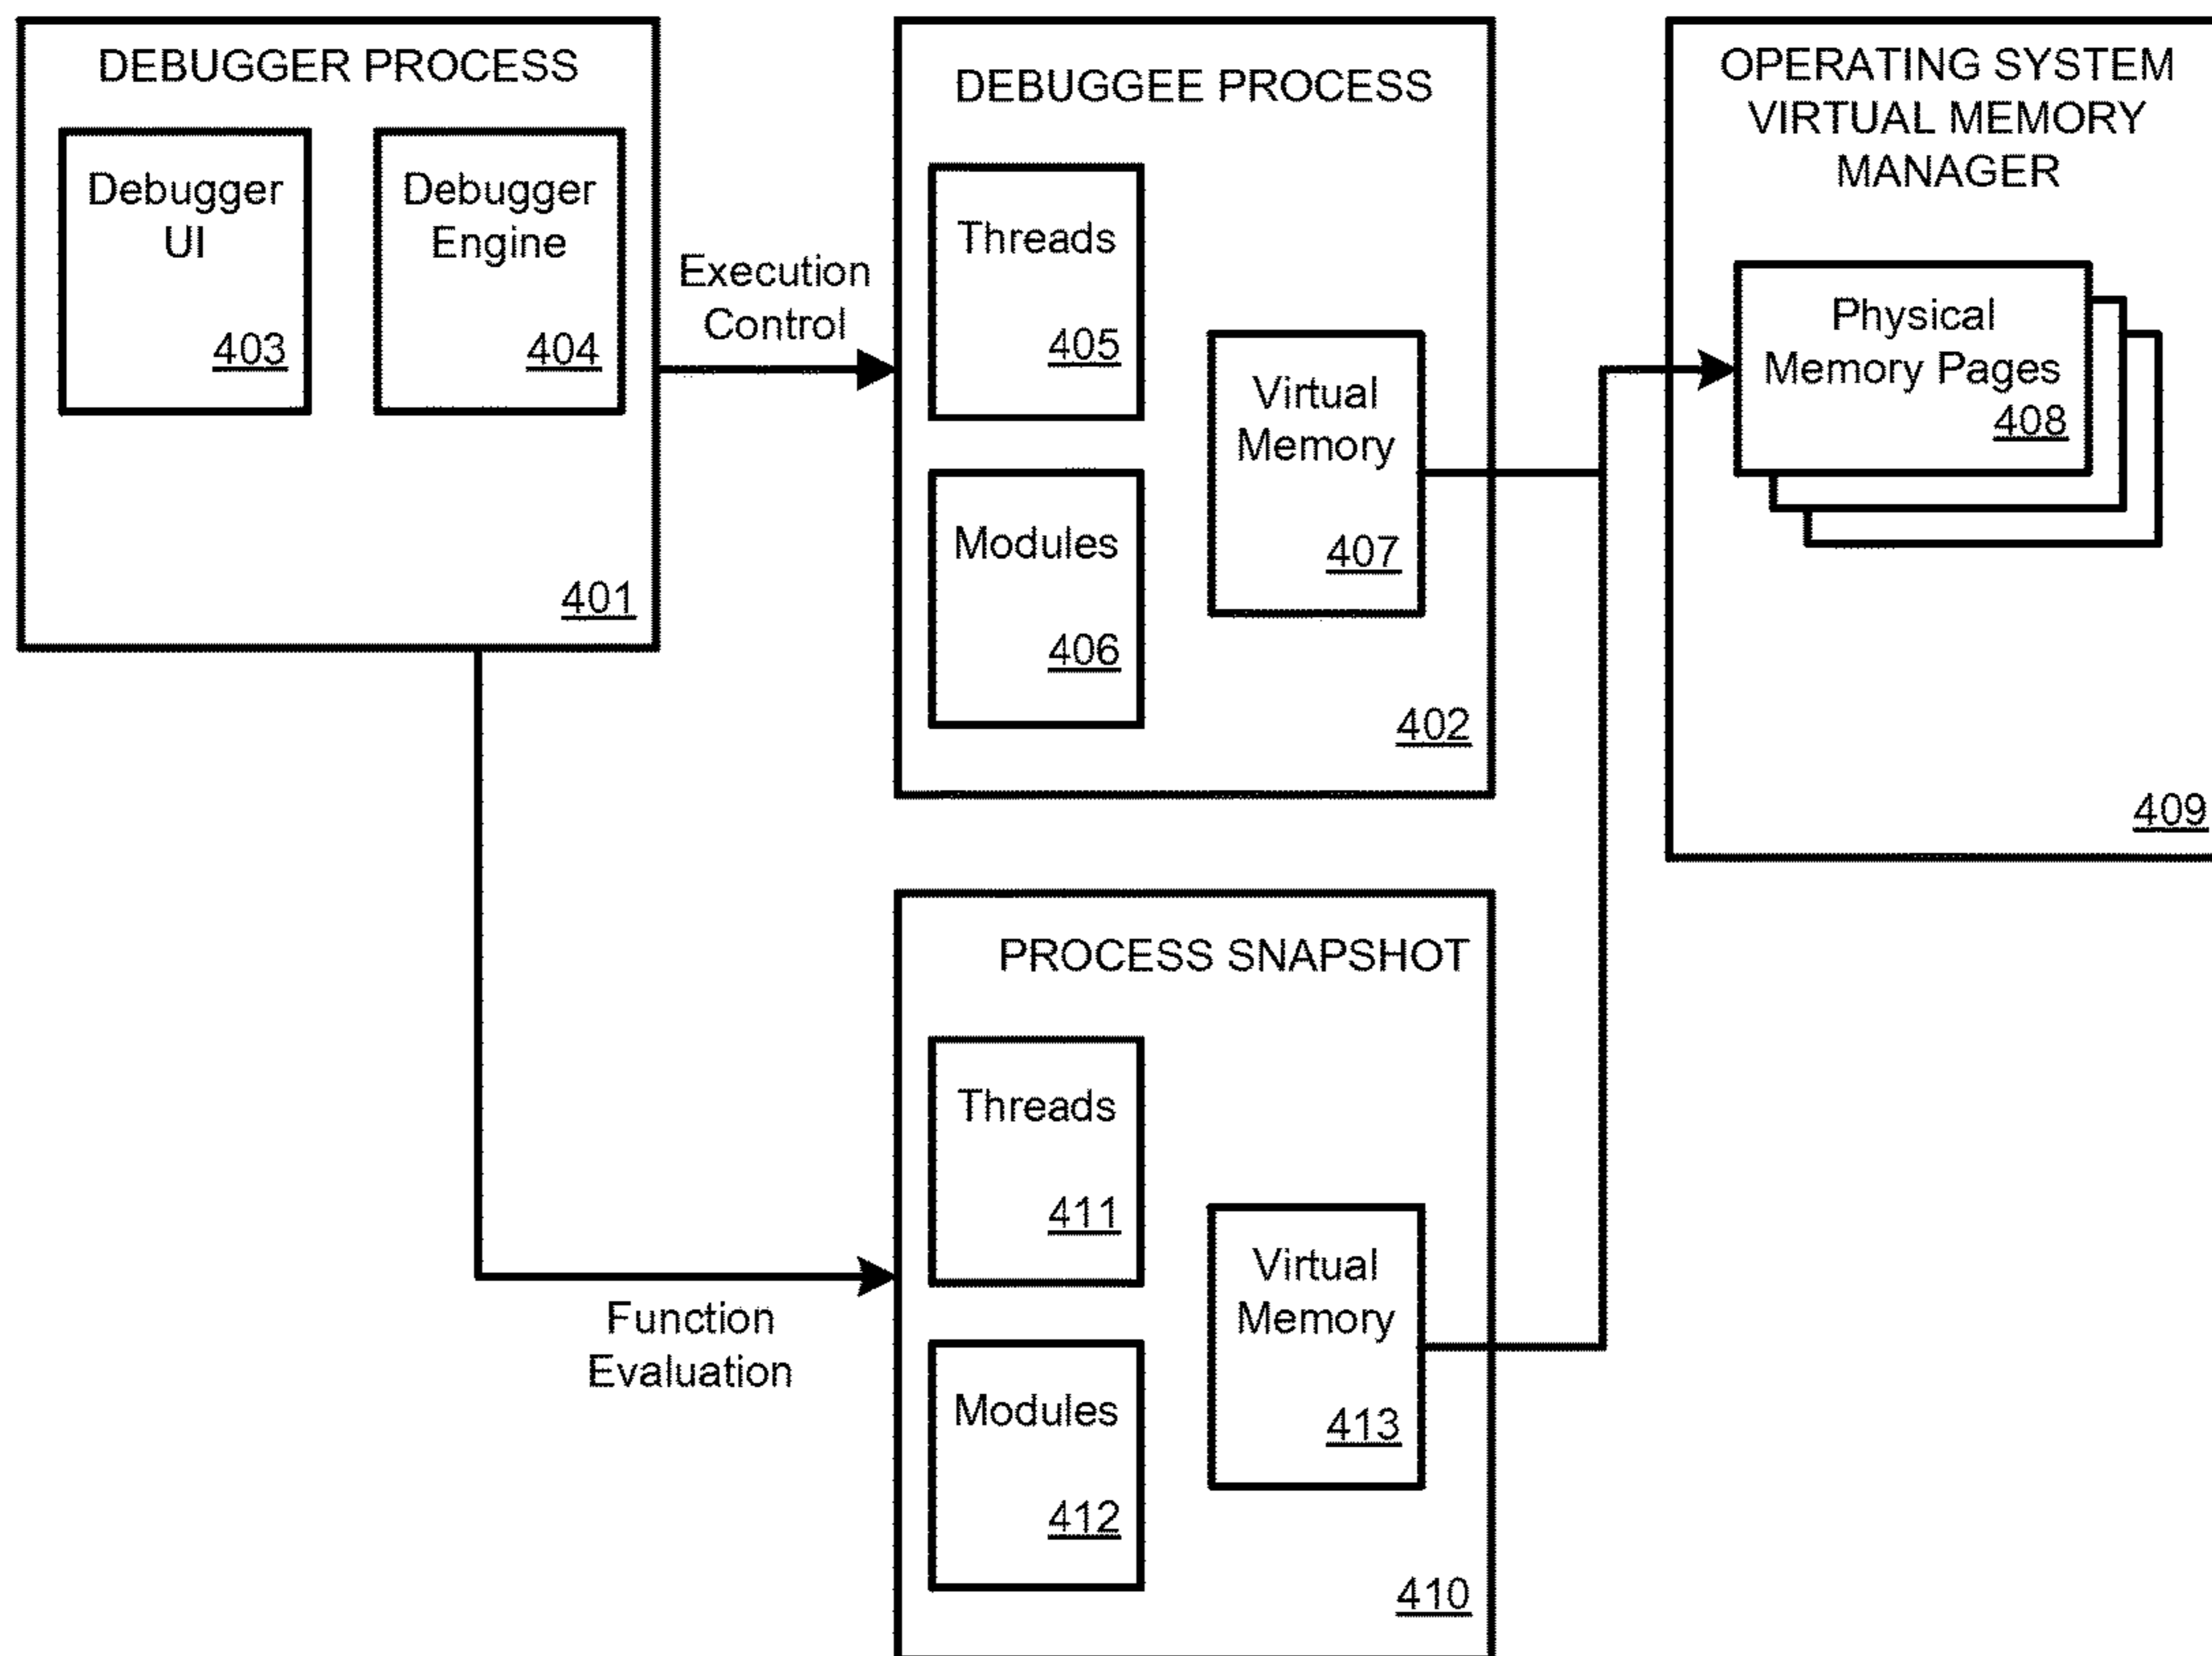 DEBUGGER PROCESS
Debugger
UI
403
Debugger
Engine
404
401
Execution
Control
DEBUGGEE PROCESS
Threads
405
Modules
406
Virtual
Memory
407
402
OPERATING SYSTEM
VIRTUAL MEMORY
MANAGER
Physical
Memory Pages
408
409
Function
Evaluation
PROCESS SNAPSHOT
Threads
411
Modules
412
Virtual
Memory
413
410